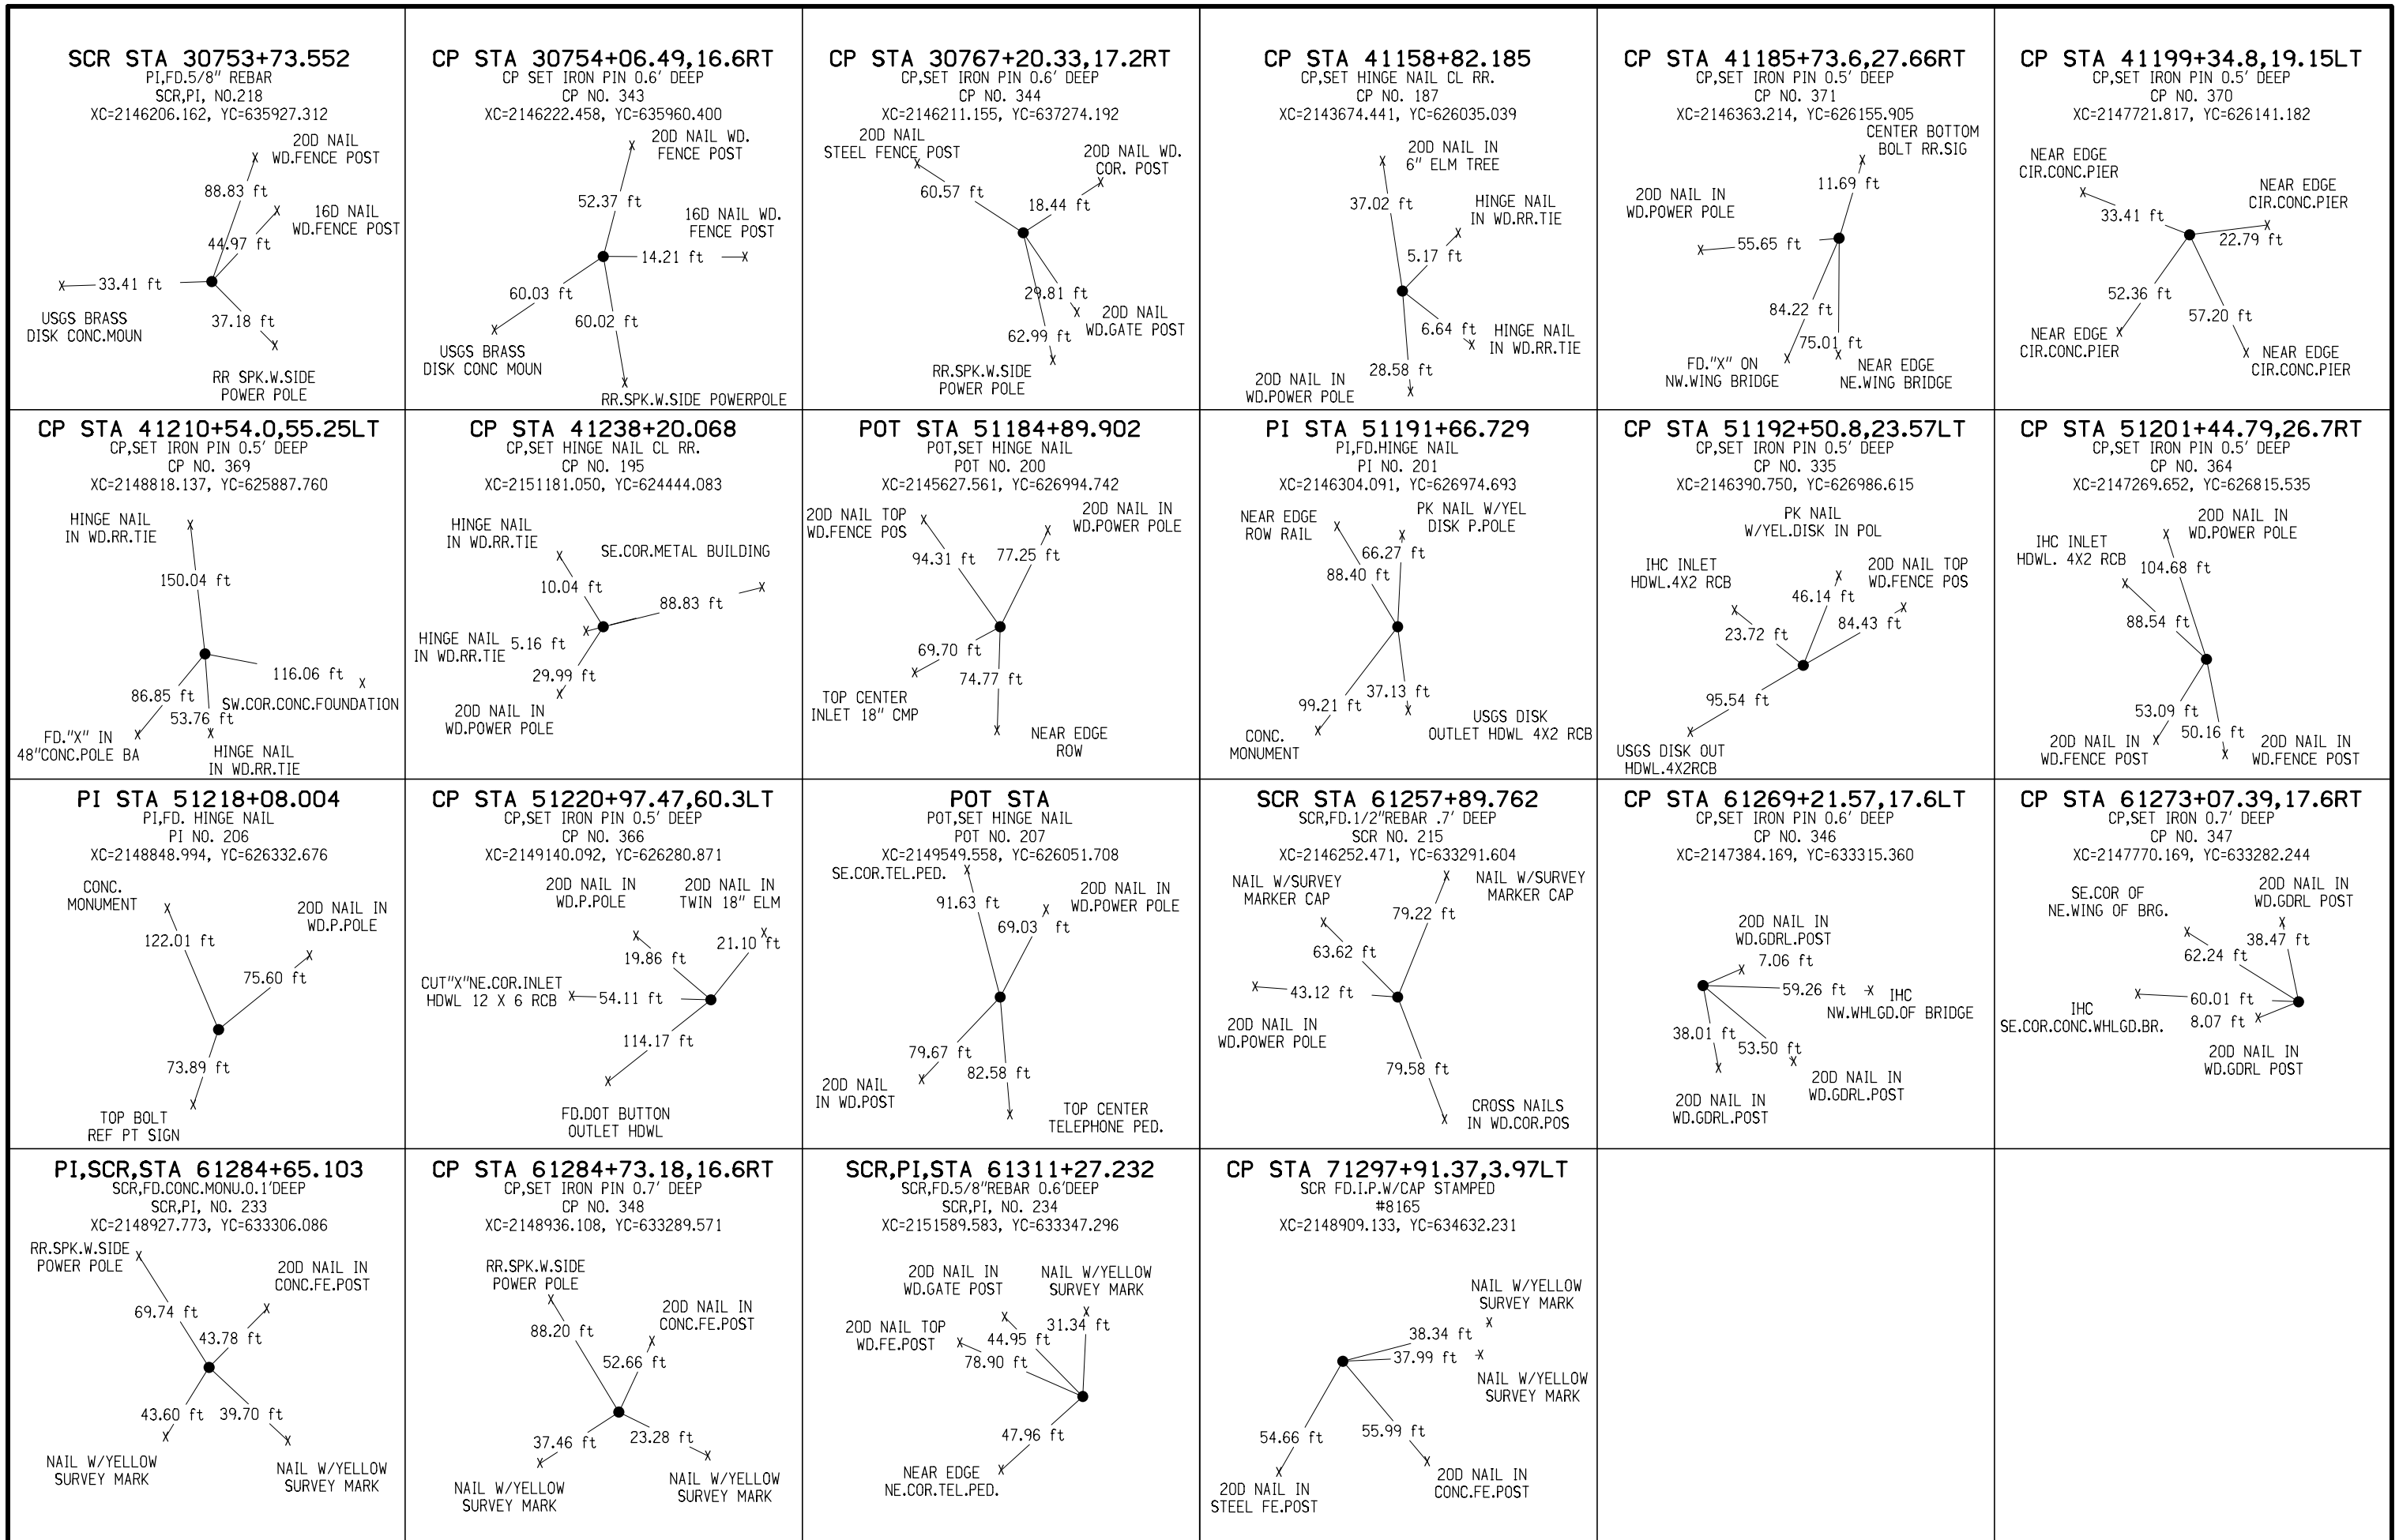 SCR STA 30753+73.552
PI,FD.5/8" REBAR
SCR,PI, NO.218
XC=2146206.162, YC=635927.312
20D NAIL
WD.FENCE POST
88.83 ft
16D NAIL
WD.FENCE POST
44.97 ft
33.41 ft
USGS BRASS
DISK CONC.MOUN
37.18 ft
RR SPK.W.SIDE
POWER POLE
CP STA 30754+06.49,16.6RT
CP SET IRON PIN 0.6' DEEP
CP NO. 343
XC=2146222.458, YC=635960.400
20D NAIL WD.
FENCE POST
52.37 ft
16D NAIL WD.
FENCE POST
14.21 ft
60.03 ft
60.02 ft
USGS BRASS
DISK CONC MOUN
RR.SPK.W.SIDE POWERPOLE
CP STA 30767+20.33,17.2RT
CP,SET IRON PIN 0.6' DEEP
CP NO. 344
XC=2146211.155, YC=637274.192
20D NAIL
STEEL FENCE POST
20D NAIL WD.
COR. POST
60.57 ft
18.44 ft
29.81 ft
20D NAIL
WD.GATE POST
62.99 ft
RR.SPK.W.SIDE
POWER POLE
CP STA 41158+82.185
CP,SET HINGE NAIL CL RR.
CP NO. 187
XC=2143674.441, YC=626035.039
20D NAIL IN
6" ELM TREE
37.02 ft
HINGE NAIL
IN WD.RR.TIE
5.17 ft
6.64 ft
HINGE NAIL
IN WD.RR.TIE
28.58 ft
20D NAIL IN
WD.POWER POLE
CP STA 41185+73.6,27.66RT
CP,SET IRON PIN 0.5' DEEP
CP NO. 371
XC=2146363.214, YC=626155.905
CENTER BOTTOM
BOLT RR.SIG
11.69 ft
20D NAIL IN
WD.POWER POLE
55.65 ft
84.22 ft
75.01 ft
FD."X" ON
NW.WING BRIDGE
NEAR EDGE
NE.WING BRIDGE
CP STA 41199+34.8,19.15LT
CP,SET IRON PIN 0.5' DEEP
CP NO. 370
XC=2147721.817, YC=626141.182
NEAR EDGE
CIR.CONC.PIER
NEAR EDGE
CIR.CONC.PIER
33.41 ft
22.79 ft
52.36 ft
57.20 ft
NEAR EDGE
CIR.CONC.PIER
NEAR EDGE
CIR.CONC.PIER
CP STA 41210+54.0,55.25LT
CP,SET IRON PIN 0.5' DEEP
CP NO. 369
XC=2148818.137, YC=625887.760
HINGE NAIL
IN WD.RR.TIE
150.04 ft
116.06 ft
86.85 ft
SW.COR.CONC.FOUNDATION
53.76 ft
FD."X" IN
48"CONC.POLE BA
HINGE NAIL
IN WD.RR.TIE
CP STA 41238+20.068
CP,SET HINGE NAIL CL RR.
CP NO. 195
XC=2151181.050, YC=624444.083
HINGE NAIL
IN WD.RR.TIE
SE.COR.METAL BUILDING
10.04 ft
88.83 ft
HINGE NAIL
IN WD.RR.TIE
5.16 ft
29.99 ft
20D NAIL IN
WD.POWER POLE
POT STA 51184+89.902
POT,SET HINGE NAIL
POT NO. 200
XC=2145627.561, YC=626994.742
20D NAIL TOP
WD.FENCE POS
20D NAIL IN
WD.POWER POLE
94.31 ft
77.25 ft
69.70 ft
74.77 ft
TOP CENTER
INLET 18" CMP
NEAR EDGE
ROW
PI STA 51191+66.729
PI,FD.HINGE NAIL
PI NO. 201
XC=2146304.091, YC=626974.693
NEAR EDGE
ROW RAIL
PK NAIL W/YEL
DISK P.POLE
66.27 ft
88.40 ft
37.13 ft
99.21 ft
CONC.
MONUMENT
USGS DISK
OUTLET HDWL 4X2 RCB
CP STA 51192+50.8,23.57LT
CP,SET IRON PIN 0.5' DEEP
CP NO. 335
XC=2146390.750, YC=626986.615
PK NAIL
W/YEL.DISK IN POL
IHC INLET
HDWL.4X2 RCB
20D NAIL TOP
WD.FENCE POS
46.14 ft
84.43 ft
23.72 ft
95.54 ft
USGS DISK OUT
HDWL.4X2RCB
CP STA 51201+44.79,26.7RT
CP,SET IRON PIN 0.5' DEEP
CP NO. 364
XC=2147269.652, YC=626815.535
20D NAIL IN
WD.POWER POLE
IHC INLET
HDWL. 4X2 RCB
104.68 ft
88.54 ft
53.09 ft
50.16 ft
20D NAIL IN
WD.FENCE POST
20D NAIL IN
WD.FENCE POST
PI STA 51218+08.004
PI,FD. HINGE NAIL
PI NO. 206
XC=2148848.994, YC=626332.676
CONC.
MONUMENT
20D NAIL IN
WD.P.POLE
122.01 ft
75.60 ft
73.89 ft
TOP BOLT
REF PT SIGN
CP STA 51220+97.47,60.3LT
CP,SET IRON PIN 0.5' DEEP
CP NO. 366
XC=2149140.092, YC=626280.871
20D NAIL IN
WD.P.POLE
20D NAIL IN
TWIN 18" ELM
21.10 ft
19.86 ft
CUT"X"NE.COR.INLET
HDWL 12 X 6 RCB
54.11 ft
114.17 ft
FD.DOT BUTTON
OUTLET HDWL
POT STA
POT,SET HINGE NAIL
POT NO. 207
XC=2149549.558, YC=626051.708
SE.COR.TEL.PED.
20D NAIL IN
WD.POWER POLE
91.63 ft
69.03 ft
79.67 ft
82.58 ft
20D NAIL
IN WD.POST
TOP CENTER
TELEPHONE PED.
SCR STA 61257+89.762
SCR,FD.1/2"REBAR .7' DEEP
SCR NO. 215
XC=2146252.471, YC=633291.604
NAIL W/SURVEY
MARKER CAP
NAIL W/SURVEY
MARKER CAP
79.22 ft
63.62 ft
43.12 ft
20D NAIL IN
WD.POWER POLE
79.58 ft
CROSS NAILS
IN WD.COR.POS
CP STA 61269+21.57,17.6LT
CP,SET IRON PIN 0.6' DEEP
CP NO. 346
XC=2147384.169, YC=633315.360
20D NAIL IN
WD.GDRL.POST
7.06 ft
59.26 ft
IHC
NW.WHLGD.OF BRIDGE
38.01 ft
53.50 ft
20D NAIL IN
WD.GDRL.POST
20D NAIL IN
WD.GDRL.POST
CP STA 61273+07.39,17.6RT
CP,SET IRON PIN 0.7' DEEP
CP NO. 347
XC=2147770.169, YC=633282.244
SE.COR OF
NE.WING OF BRG.
20D NAIL IN
WD.GDRL POST
38.47 ft
62.24 ft
60.01 ft
IHC
SE.COR.CONC.WHLGD.BR.
8.07 ft
20D NAIL IN
WD.GDRL POST
PI,SCR,STA 61284+65.103
SCR,FD.CONC.MONU.0.1'DEEP
SCR,PI, NO. 233
XC=2148927.773, YC=633306.086
RR.SPK.W.SIDE
POWER POLE
20D NAIL IN
CONC.FE.POST
69.74 ft
43.78 ft
43.60 ft
39.70 ft
NAIL W/YELLOW
SURVEY MARK
NAIL W/YELLOW
SURVEY MARK
CP STA 61284+73.18,16.6RT
CP,SET IRON PIN 0.7' DEEP
CP NO. 348
XC=2148936.108, YC=633289.571
RR.SPK.W.SIDE
POWER POLE
20D NAIL IN
CONC.FE.POST
88.20 ft
52.66 ft
37.46 ft
23.28 ft
NAIL W/YELLOW
SURVEY MARK
NAIL W/YELLOW
SURVEY MARK
SCR,PI,STA 61311+27.232
SCR,FD.5/8"REBAR 0.6'DEEP
SCR,PI, NO. 234
XC=2151589.583, YC=633347.296
20D NAIL IN
WD.GATE POST
NAIL W/YELLOW
SURVEY MARK
20D NAIL TOP
WD.FE.POST
31.34 ft
44.95 ft
78.90 ft
47.96 ft
NEAR EDGE
NE.COR.TEL.PED.
CP STA 71297+91.37,3.97LT
SCR FD.I.P.W/CAP STAMPED
#8165
XC=2148909.133, YC=634632.231
NAIL W/YELLOW
SURVEY MARK
38.34 ft
37.99 ft
NAIL W/YELLOW
SURVEY MARK
54.66 ft
55.99 ft
20D NAIL IN
STEEL FE.POST
20D NAIL IN
CONC.FE.POST